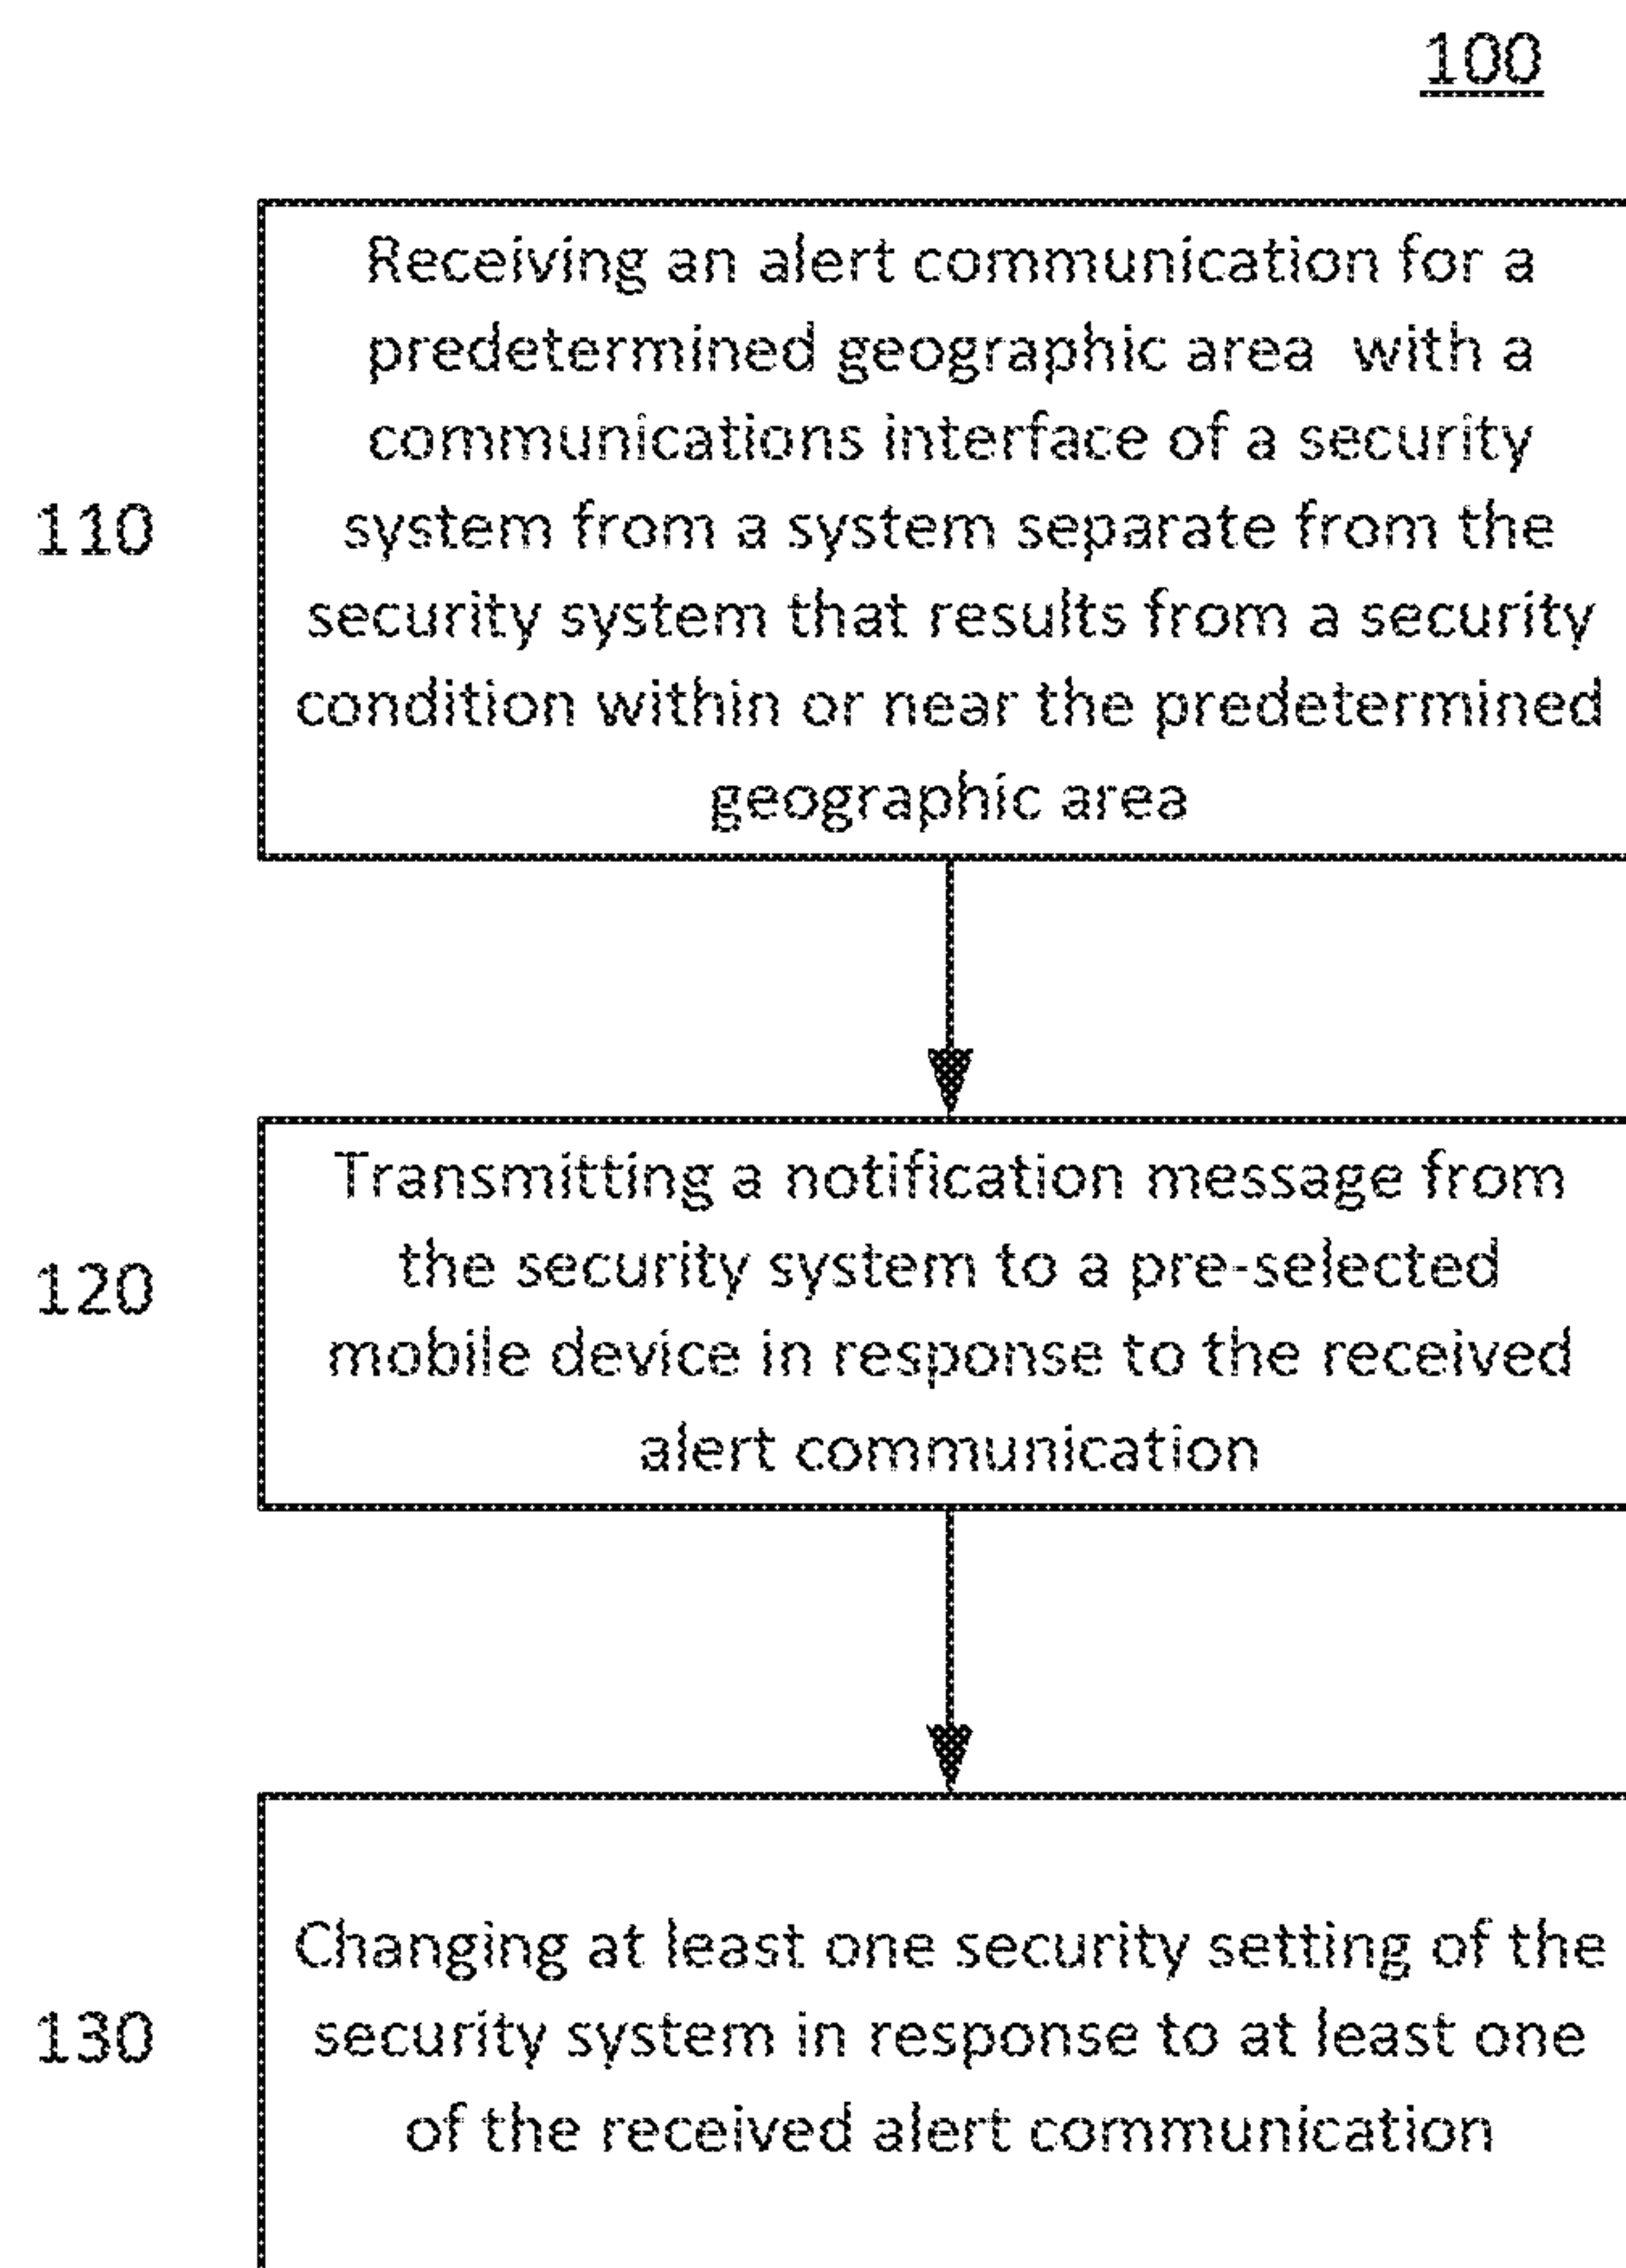 100
Receiving an alert communication for a
predetermined geographic area with a
communications interface of a security
110
system from a system separate from the
security system that results from a security
condition within or near the predetermined
geographic area
Transmitting a notification message from
the security system to a pre-selected
120
mobile device in response to the received
alert communication
Changing at least one security setting of the
130
security system in response to at least one
of the received alert communication